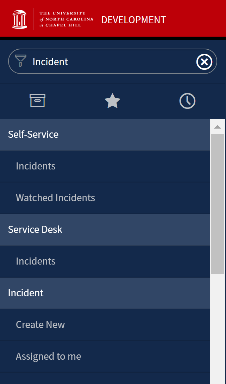 THE UNIVERSITY
of NORTH CAROLINA
at CHAPEL HILL
DEVELOPMENT
Incident
Self-Service
Incidents
Watched Incidents
Service Desk
Incidents
Incident
Create New
Assigned to me